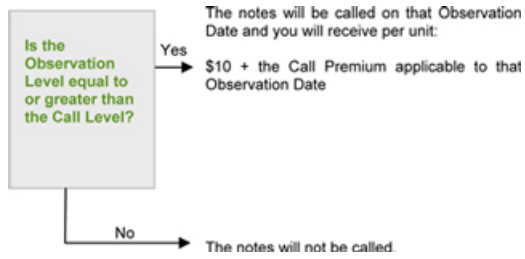 The notes will be called on that Observation
Date and you will receive per unit:
Is the
Observation
Level equal to
or greater than
the Call Level?
Yes
$10 + the Call Premium applicable to that
Observation Date
No
The notes will not be called.